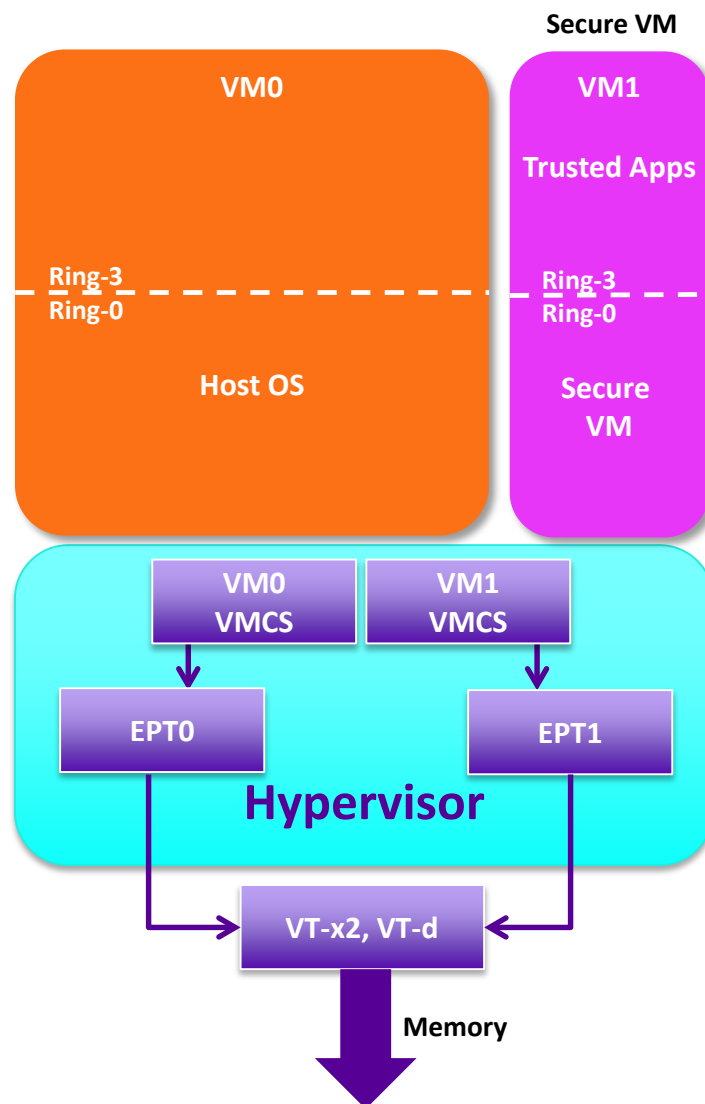 Secure VM
VM0
VM1
Trusted Apps
Ring-3
Ring-0
Ring-3
Ring-0
Host OS
Secure
VM
VM0
VMCS
VM1
VMCS
EPT0
EPT1
Hypervisor
VT-x2, VT-d
Memory